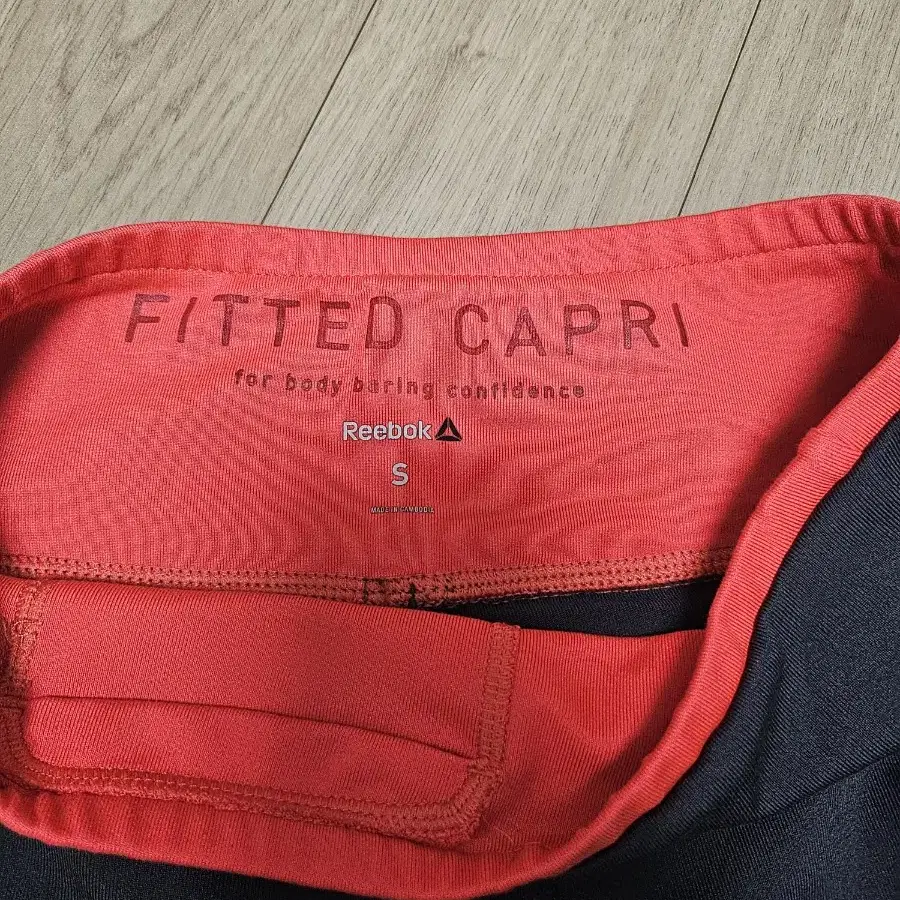 FITTED CAPRI
for body baring confidence
Reebok
S
MADE IN CAMBODIA